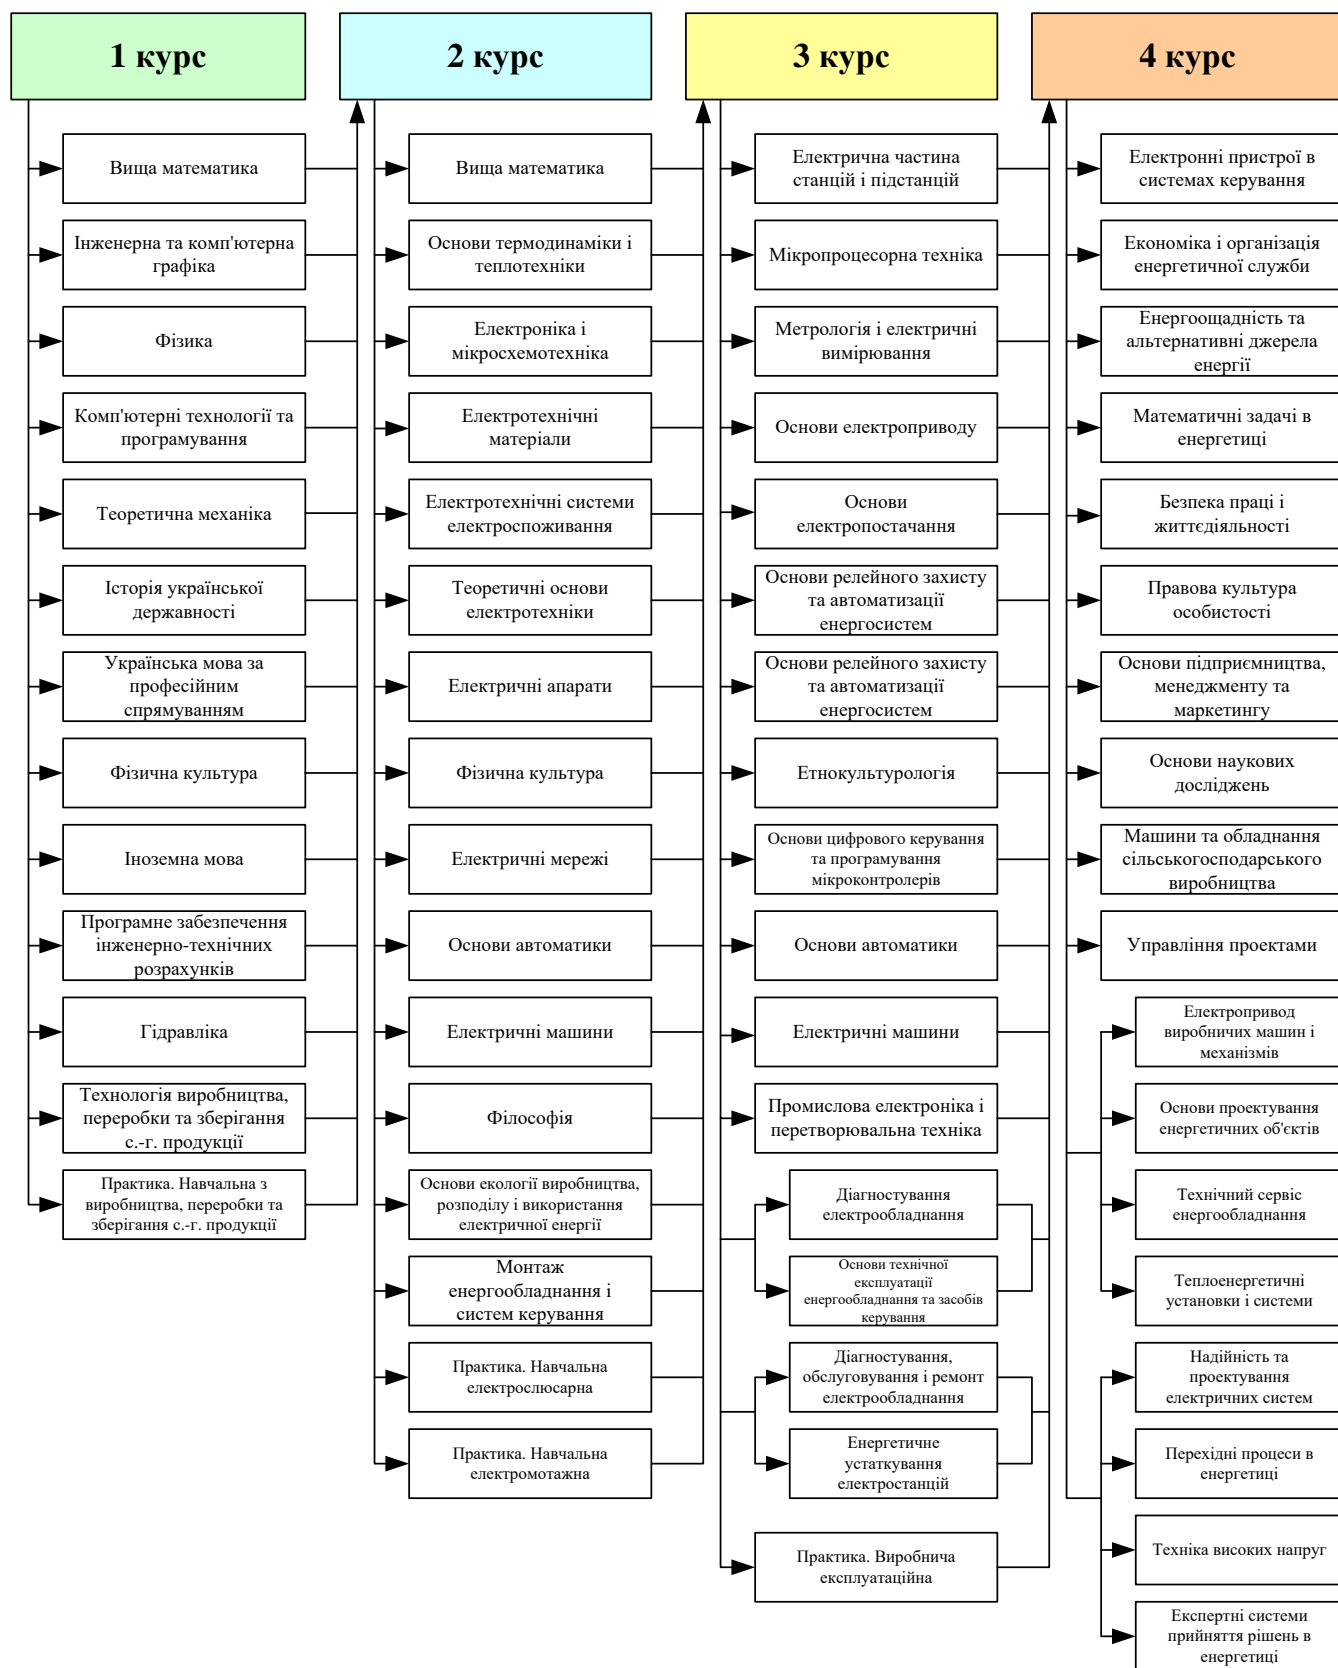 1 курс
Вища математика
Інженерна та комп'ютерна
графіка
Фізика
Комп'ютерні технології та
програмування
Теоретична механіка
Історія української
державності
Українська мова за
професійним
спрямуванням
Фізична культура
Іноземна мова
Програмне забезпечення
інженерно-технічних
розрахунків
Гідравліка
Технологія виробництва,
переробки та зберігання
с.-г. продукції
Практика. Навчальна з
виробництва, переробки та
зберігання с.-г. продукції
2 курс
Вища математика
Основи термодинаміки і
теплотехніки
Електроніка і
мікросхемотехніка
Електротехнічні
матеріали
Електротехнічні системи
електроспоживання
Теоретичні основи
електротехніки
Електричні апарати
Фізична культура
Електричні мережі
Основи автоматики
Електричні машини
Філософія
Основи екології виробництва,
розподілу і використання
електричної енергії
Монтаж
енергообладнання і
систем керування
Практика. Навчальна
електрослюсарна
Практика. Навчальна
електромотажна
3 курс
Електрична частина
станцій і підстанцій
Мікропроцесорна техніка
Метрологія і електричні
вимірювання
Основи електроприводу
Основи
електропостачання
Основи релейного захисту
та автоматизації
енергосистем
Основи релейного захисту
та автоматизації
енергосистем
Етнокультурологія
Основи цифрового керування
та програмування
мікроконтролерів
Основи автоматики
Електричні машини
Промислова електроніка і
перетворювальна техніка
Діагностування
електрообладнання
Основи технічної
експлуатації
енергообладнання та засобів
керування
Діагностування,
обслуговування і ремонт
електрообладнання
Енергетичне
устаткування
електростанцій
Практика. Виробнича
експлуатаційна
4 курс
Електронні пристрої в
системах керування
Економіка і організація
енергетичної служби
Енергоощадність та
альтернативні джерела
енергії
Математичні задачі в
енергетиці
Безпека праці і
життєдіяльності
Правова культура
особистості
Основи підприємництва,
менеджменту та
маркетингу
Основи наукових
досліджень
Машини та обладнання
сільськогосподарського
виробництва
Управління проектами
Електропривод
виробничих машин і
механізмів
Основи проектування
енергетичних об'єктів
Технічний сервіс
енергообладнання
Теплоенергетичні
установки і системи
Надійність та
проектування
електричних систем
Перехідні процеси в
енергетиці
Техніка високих напруг
Експертні системи
прийняття рішень в
енергетиці